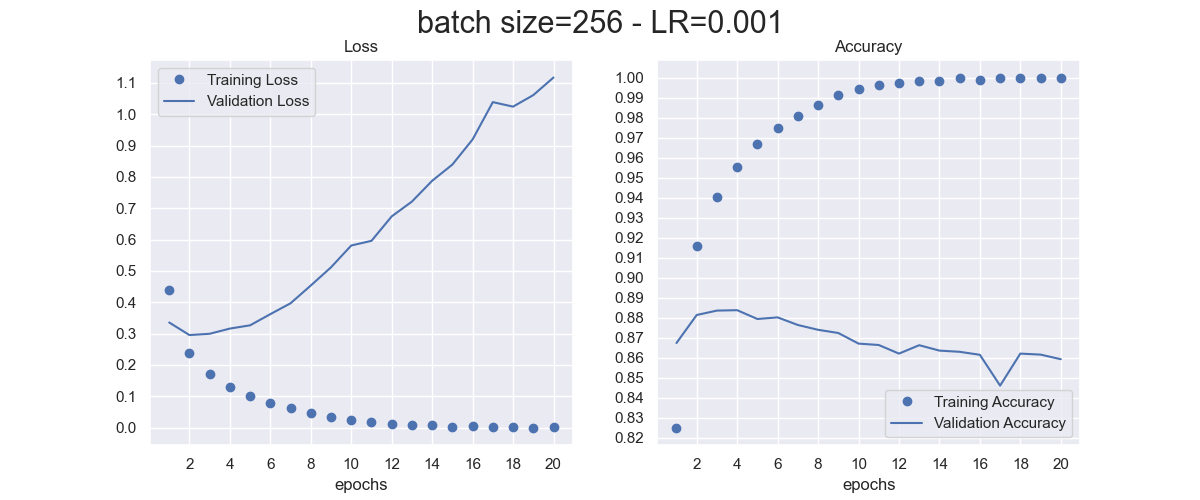 batch size=256 - LR=0.001
Loss
Training Loss
Validation Loss
1.1
1.0
0.9
0.8
0.7
0.6
0.5
0.4
0.3
0.2
0.1
0.0
2 4 6 8 10 12 14 16 18 20
epochs
Accuracy
1.00
0.99
0.98
0.97
0.96
0.95
0.94
0.93
0.92
0.91
0.90
0.89
0.88
0.87
0.86
0.85
0.84
0.83
0.82
Training Accuracy
Validation Accuracy
2 4 6 8 10 12 14 16 18 20
epochs